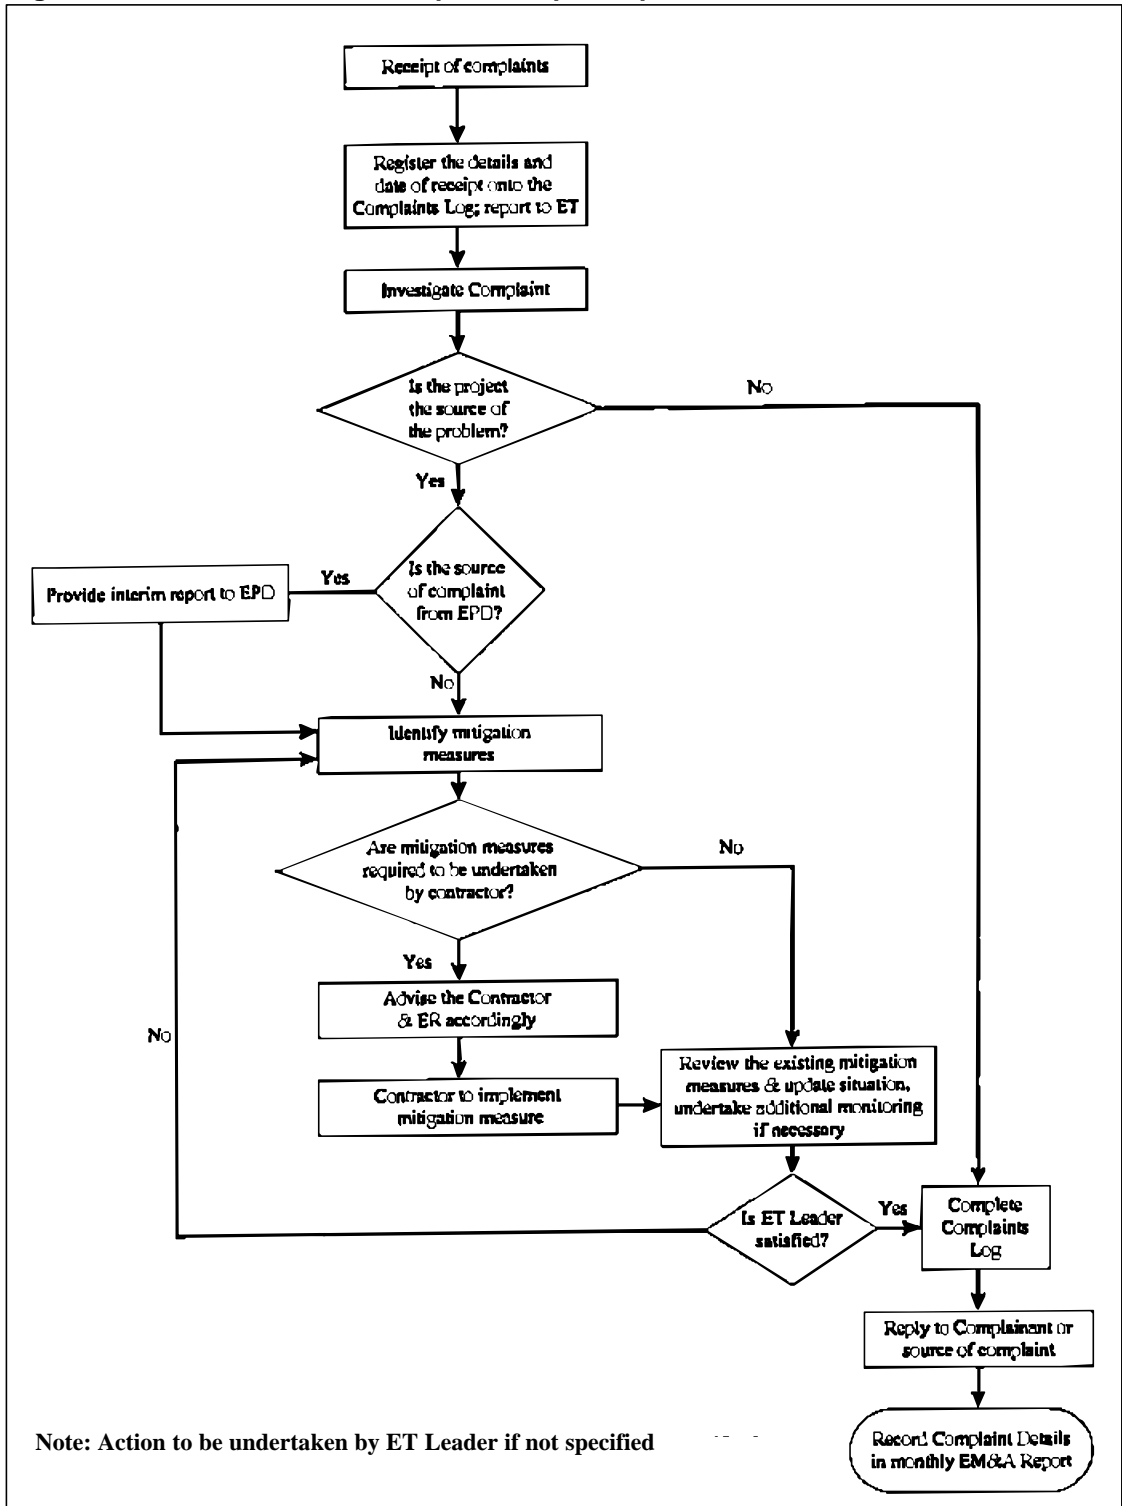 Receipt of complaints
Register the details and
date of receipt onto the
Complaints Log; report to ET
Investigate Complaint
Is the project
the source of
the problem?
No
Yes
Is the source
of complaint
from EPD?
Yes
Provide interim report to EPD
No
Identify mitigation
measures
Are mitigation measures
required to be undertaken
by contractor?
No
Yes
Advise the Contractor
& ER accordingly
No
Contractor to implement
mitigation measure
Review the existing mitigation
measures & update situation,
undertake additional monitoring
if necessary
Is ET Leader
satisfied?
Yes
Complete
Complaints
Log
Reply to Complainant or
source of complaint
Record Complaint Details
in monthly EM&A Report
Note: Action to be undertaken by ET Leader if not specified